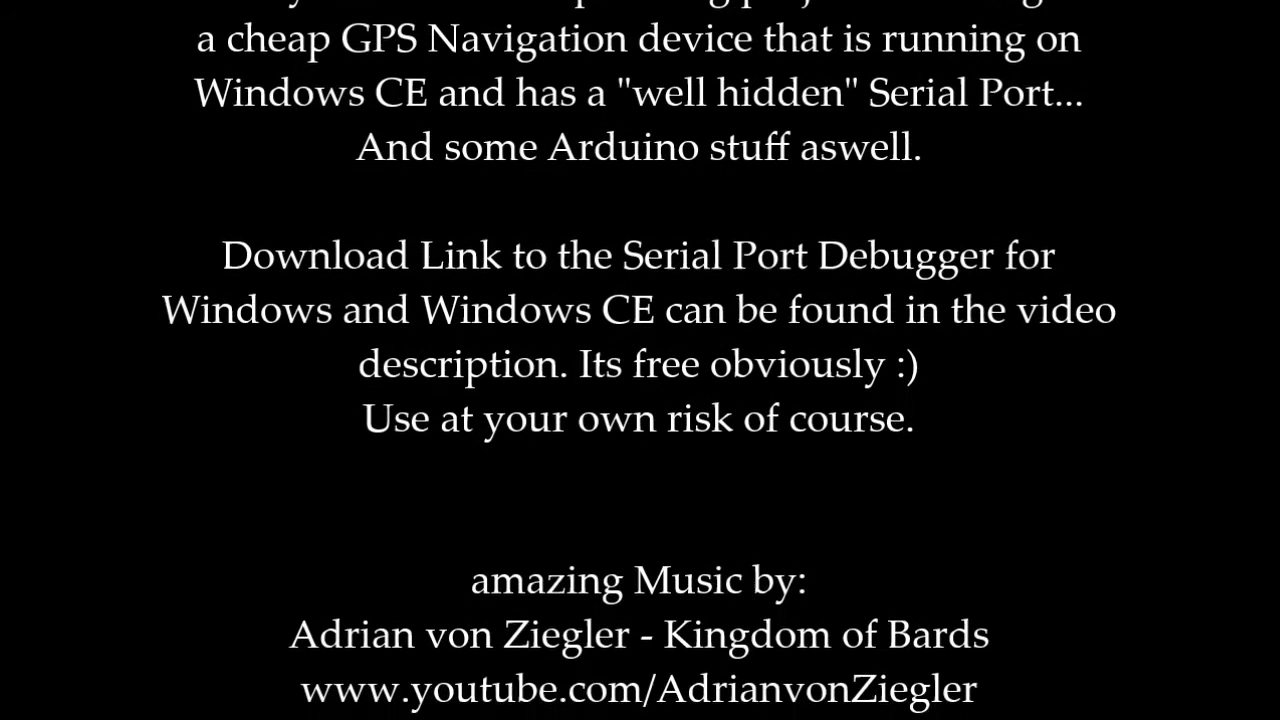 a cheap GPS Navigation device that is running on
Windows CE and has a "well hidden" Serial Port...
And some Arduino stuff aswell.
Download Link to the Serial Port Debugger for
Windows and Windows CE can be found in the video
description. Its free obviously :)
Use at your own risk of course.
amazing Music by:
Adrian von Ziegler - Kingdom of Bards
www.youtube.com/AdrianvonZiegler